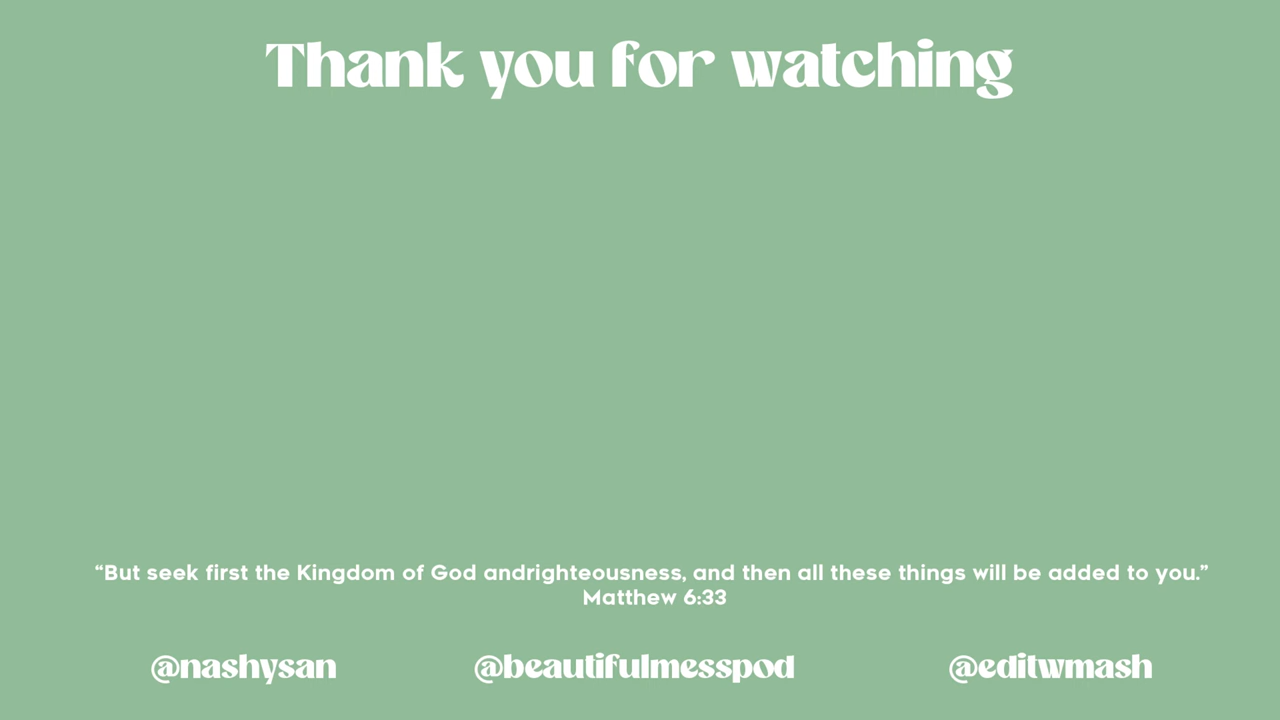 Thank you for watching
“But seek first the Kingdom of God andrighteousness, and then all these things will be added to you.”
Matthew 6:33
@nashysan
@beautifulmesspod
@editwmash